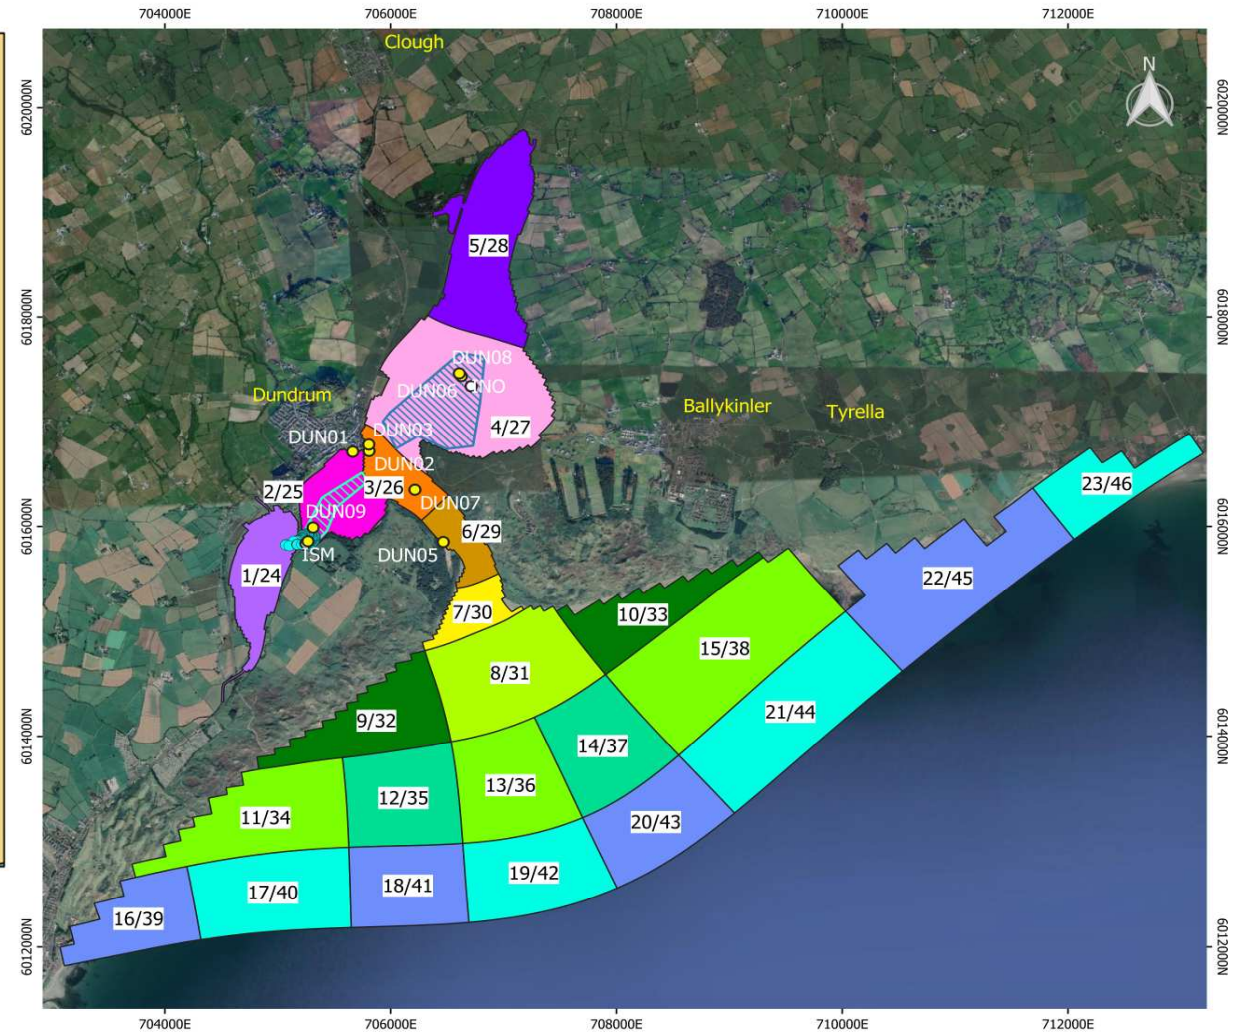 704000E 706000E 708000E 710000E 712000E
Clough
N
6020000N 6020000N
5/28
6018000N 6018000N
DUN08
DUN06 INO
Dundrum
Ballykinler
Tyrella
4/27
DUN01 DUN03
DUN02
23/46
2/25 3/26
DUN07
DUN09
6016000N 6016000N
6/29
ISM DUN05
1/24
22/45
7/30 10/33
15/38
8/31
21/44
9/32
6014000N 6014000N
14/37
13/36
12/35
11/34
20/43
19/42
18/41
17/40
16/39
6012000N 6012000N
704000E 706000E 708000E 710000E 712000E